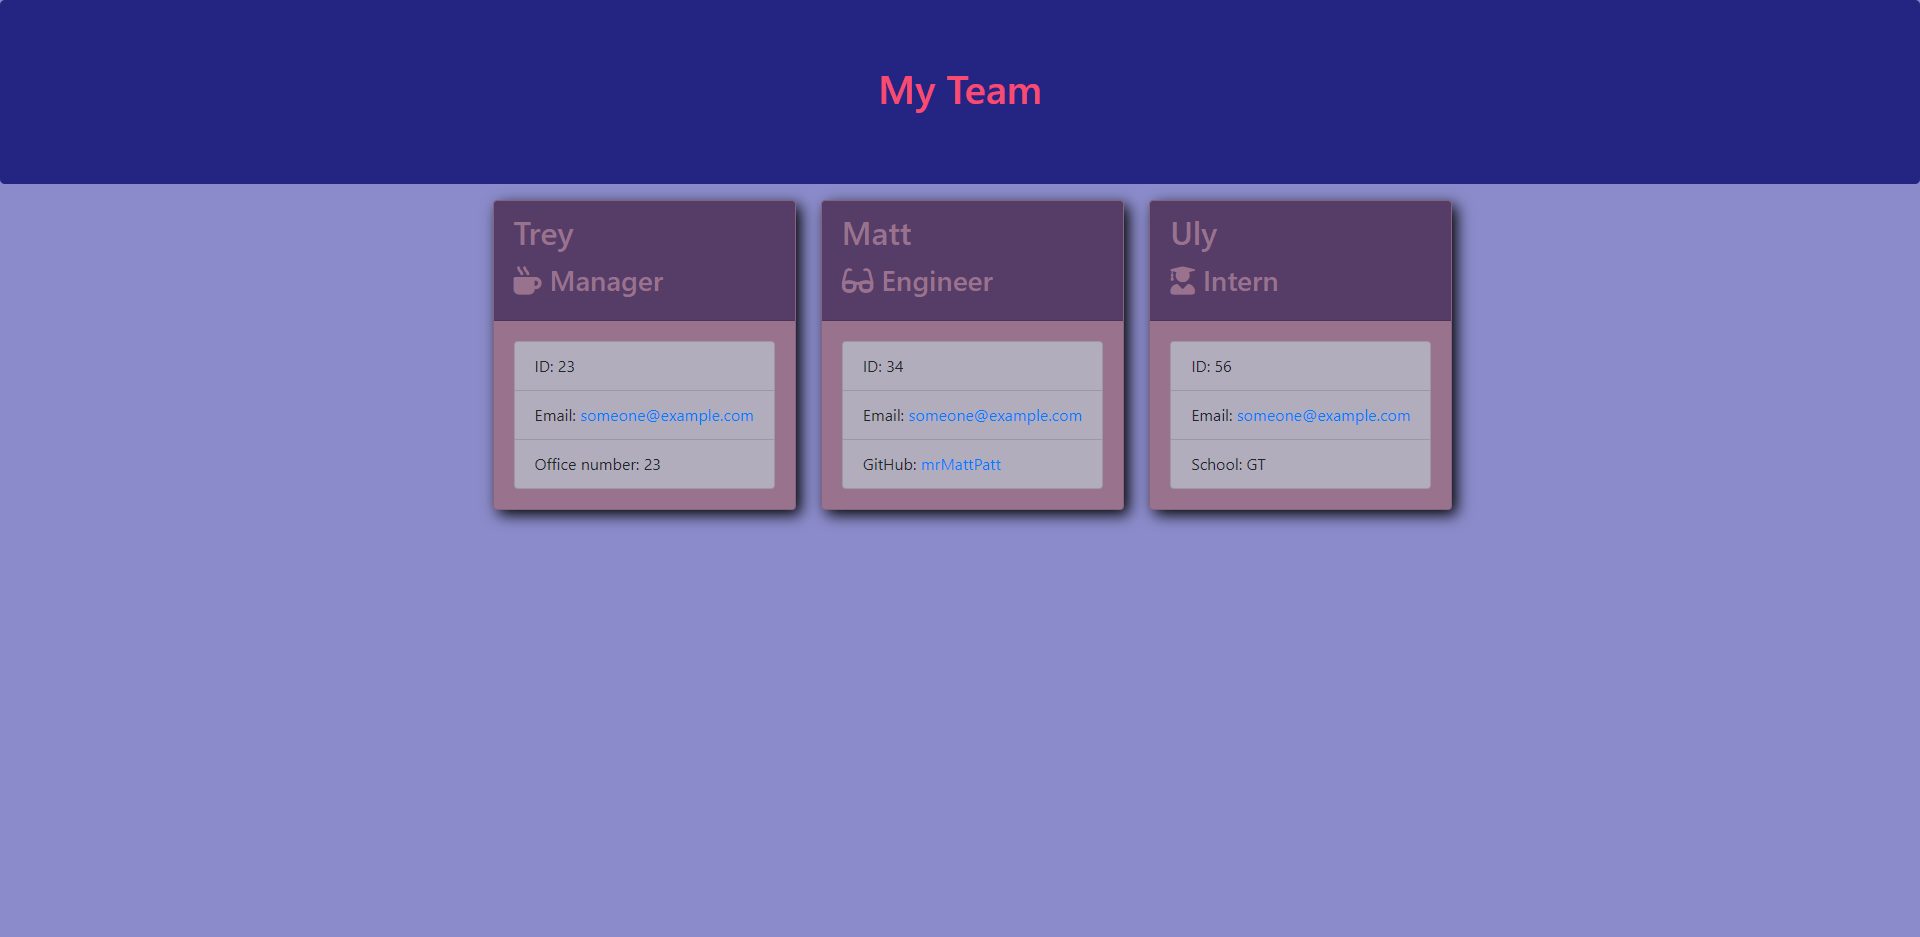 My Team
Trey
Manager
ID: 23
Email: someone@example.com
Office number: 23
Matt
Engineer
ID: 34
Email: someone@example.com
GitHub: mrMattPatt
Uly
Intern
ID: 56
Email: someone@example.com
School: GT